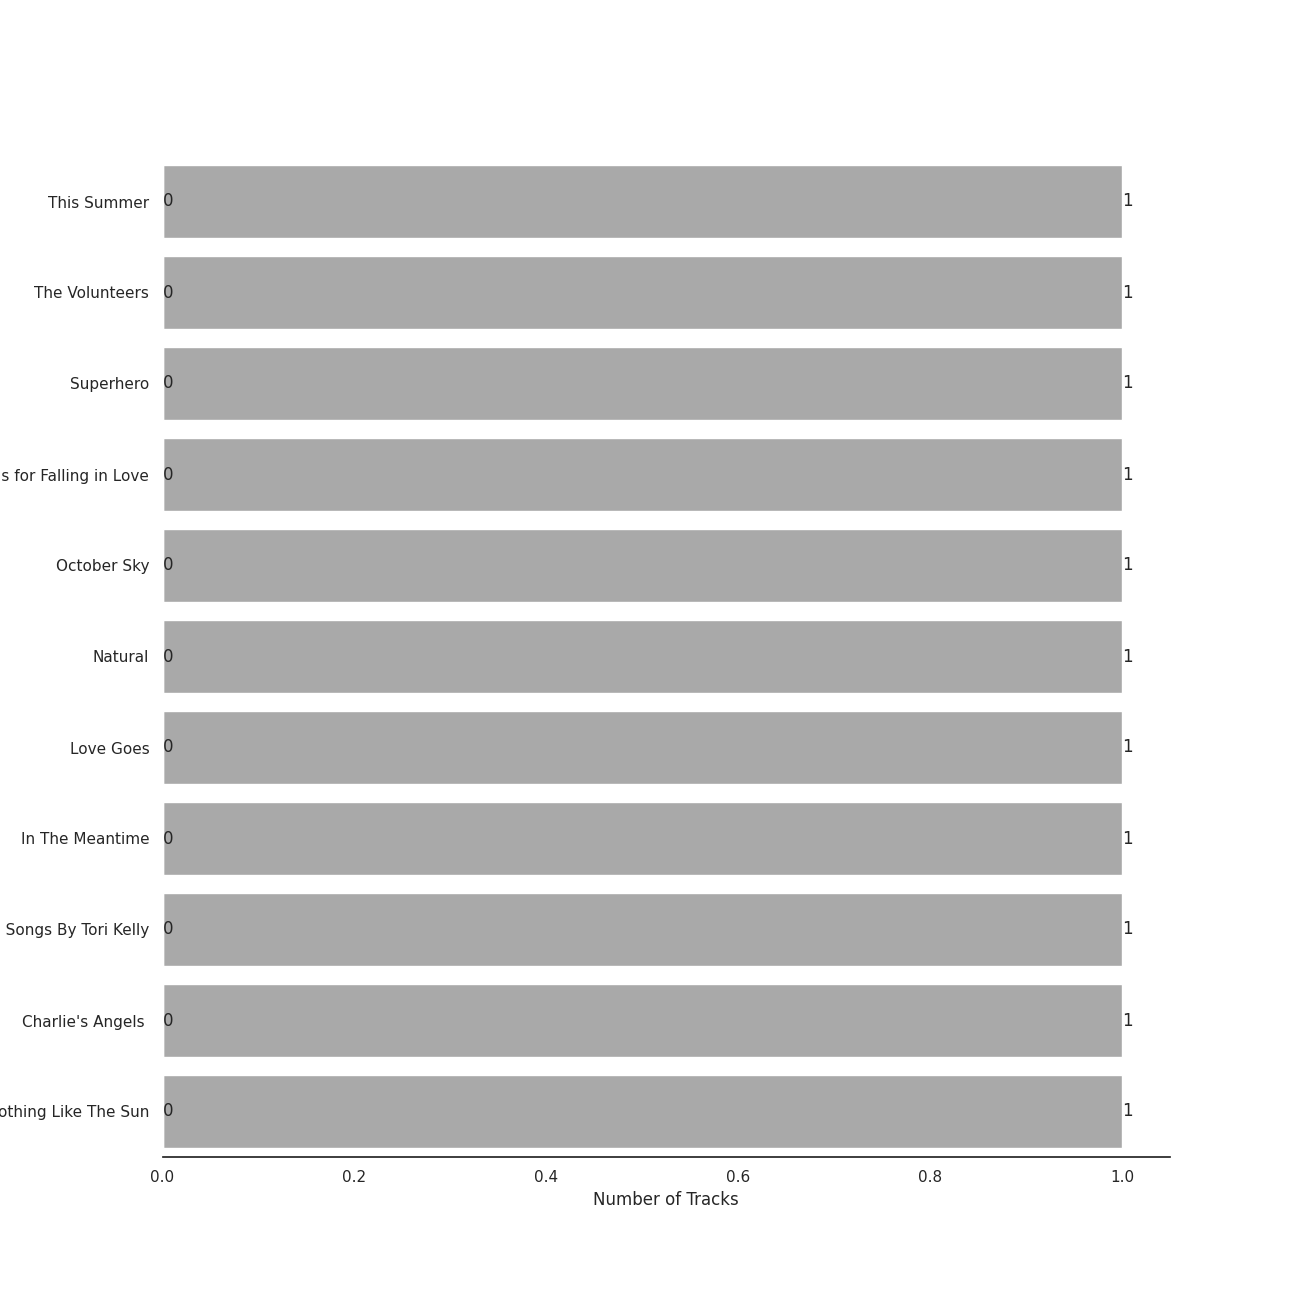 This Summer 0 1
The Volunteers 0 1
Superhero 0 1
s for Falling in Love 0 1
October Sky 0 1
Natural 0 1
Love Goes 0 1
In The Meantime 0 1
Songs By Tori Kelly 0 1
Charlie's Angels 0 1
othing Like The Sun 0 1
0.0 0.2 0.4 0.6 0.8 1.0
Number of Tracks